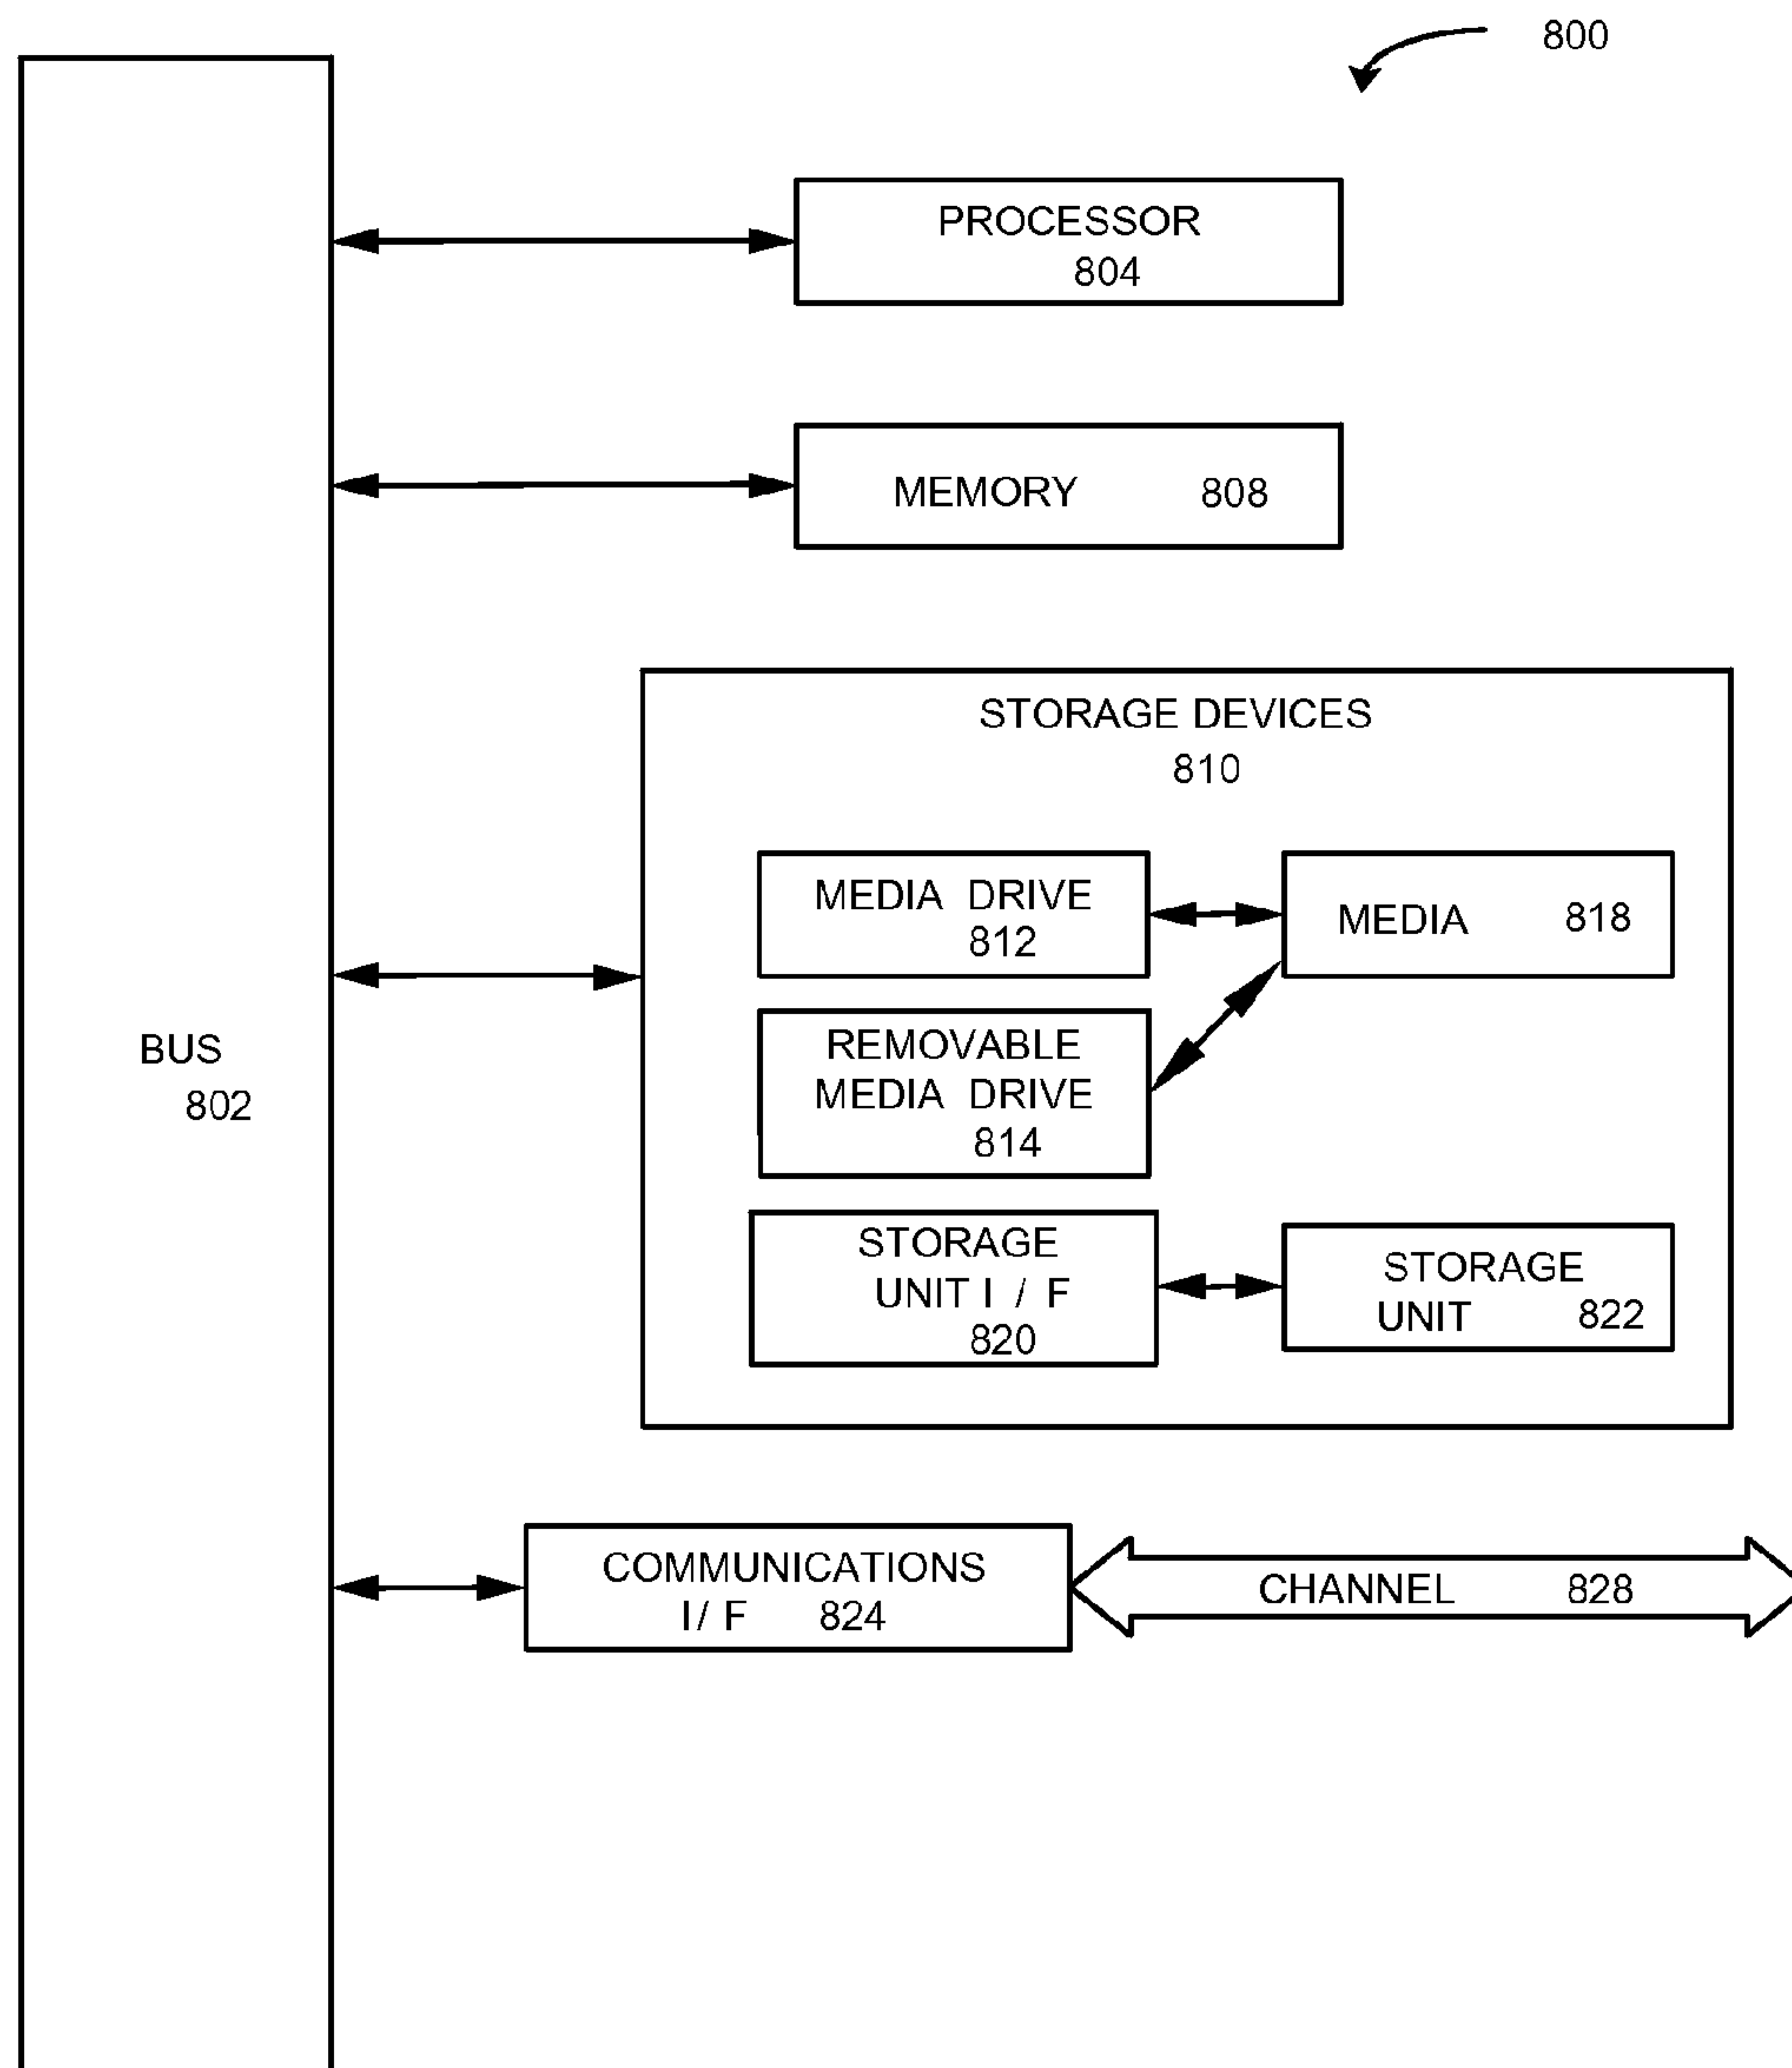 800
PROCESSOR
804
MEMORY 808
STORAGE DEVICES
810
MEDIA DRIVE
812
MEDIA 818
REMOVABLE
MEDIA DRIVE
814
BUS
802
STORAGE
UNIT I / F
820
STORAGE
UNIT 822
COMMUNICATIONS
I/ F 824
CHANNEL 828